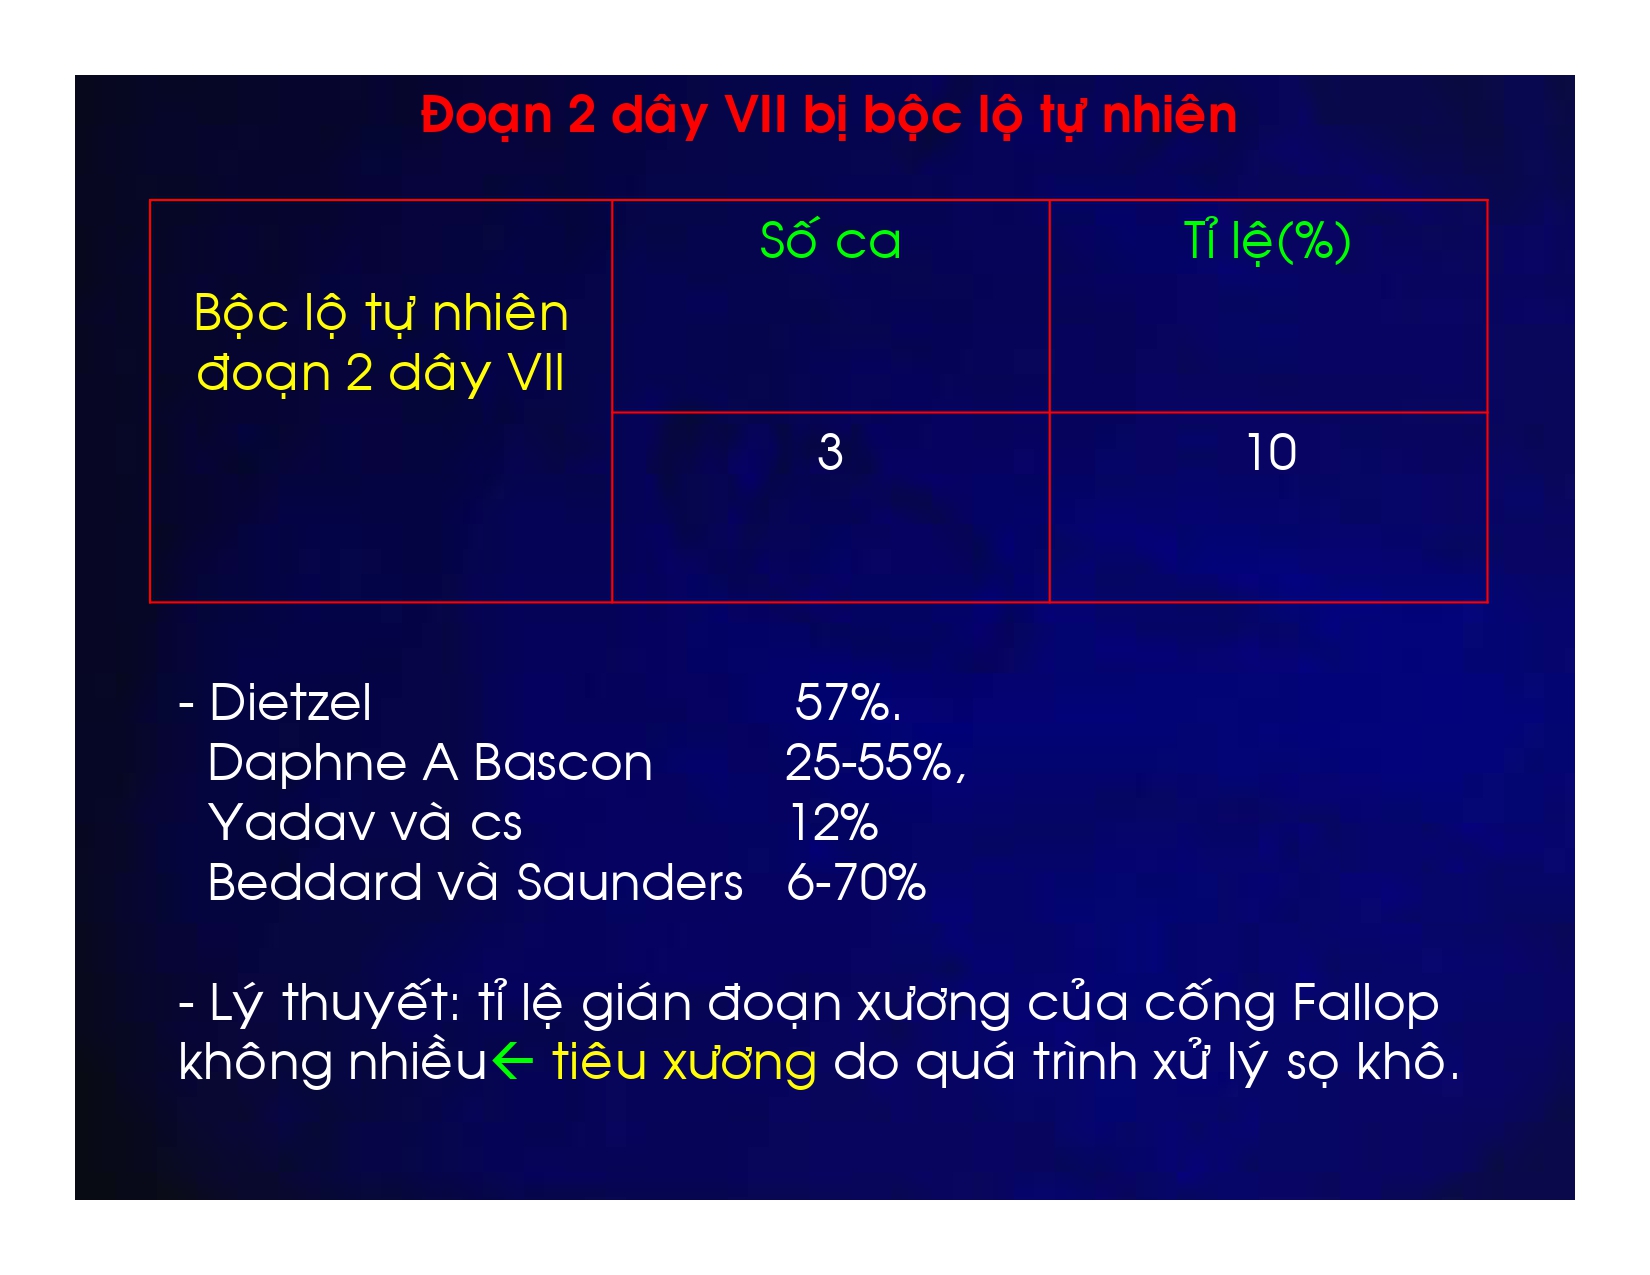 Đoạn 2 dây VII bị bộc lộ tự nhiên
Số ca
Tỉ lệ(%)
Bộc lộ tự nhiên
đoạn 2 dây VII
3
10
- Dietzel 57%.
Daphne A Bascon 25-55%,
Yadav và cs 12%
Beddard và Saunders 6-70%
- Lý thuyết: tỉ lệ gián đoạn xương của cống Fallop
không nhiều← tiêu xương do quá trình xử lý sọ khô.